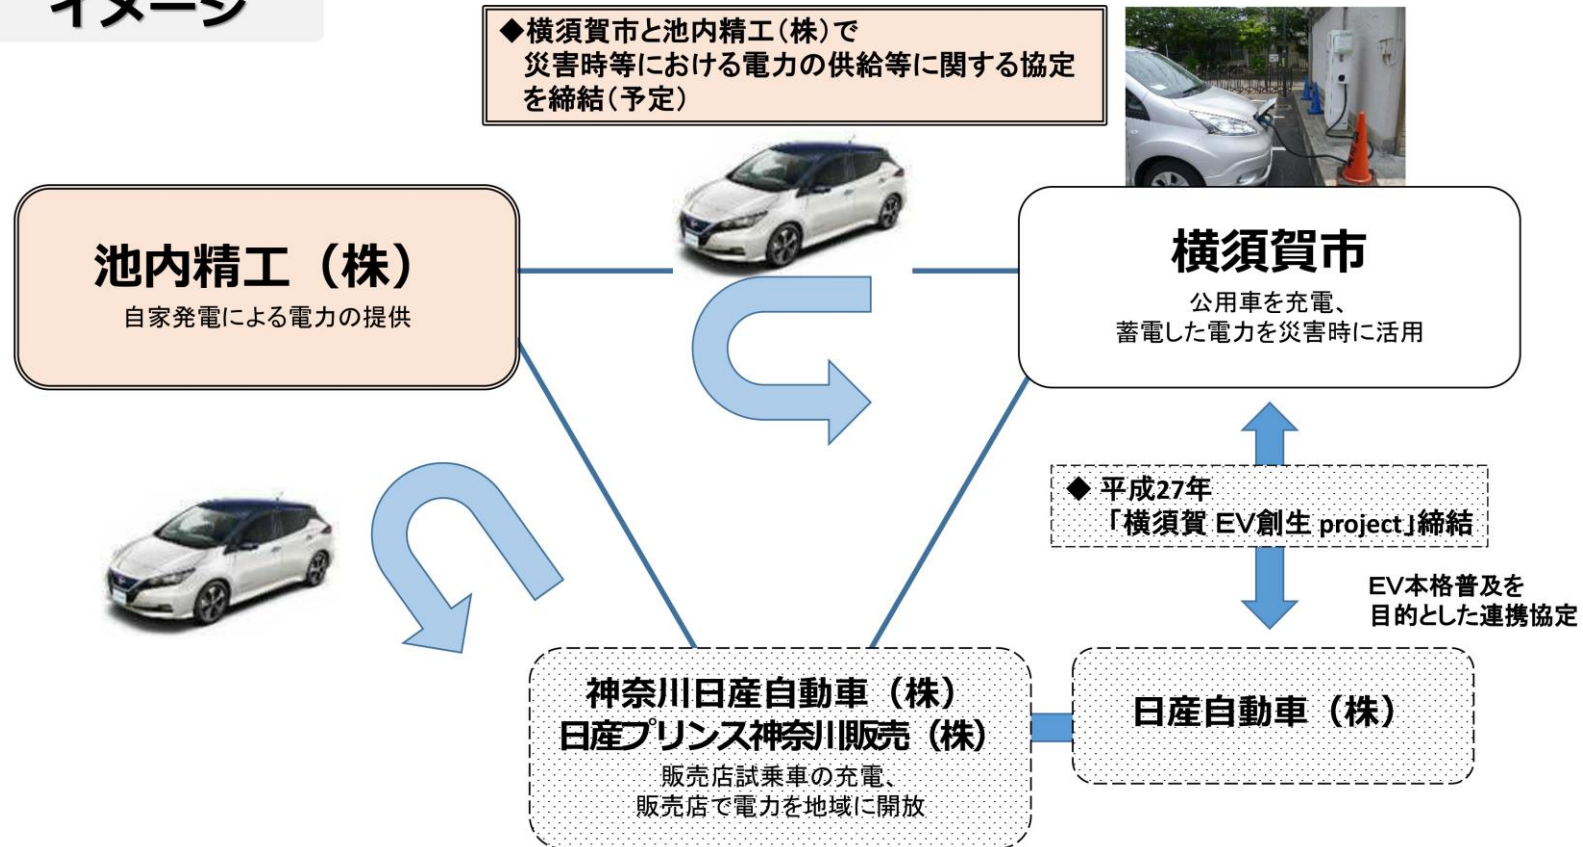 イメージ
◆横須賀市と池内精工(株)で
災害時等における電力の供給等に関する協定
を締結(予定)
池内精工(株)
自家発電による電力の提供
横須賀市
公用車を充電、
蓄電した電力を災害時に活用
◆ 平成27年
「横須賀 EV創生 project」締結
EV本格普及を
目的とした連携協定
神奈川日産自動車(株)
日産プリンス神奈川販売(株)
販売店試乗車の充電、
販売店で電力を地域に開放
日産自動車(株)